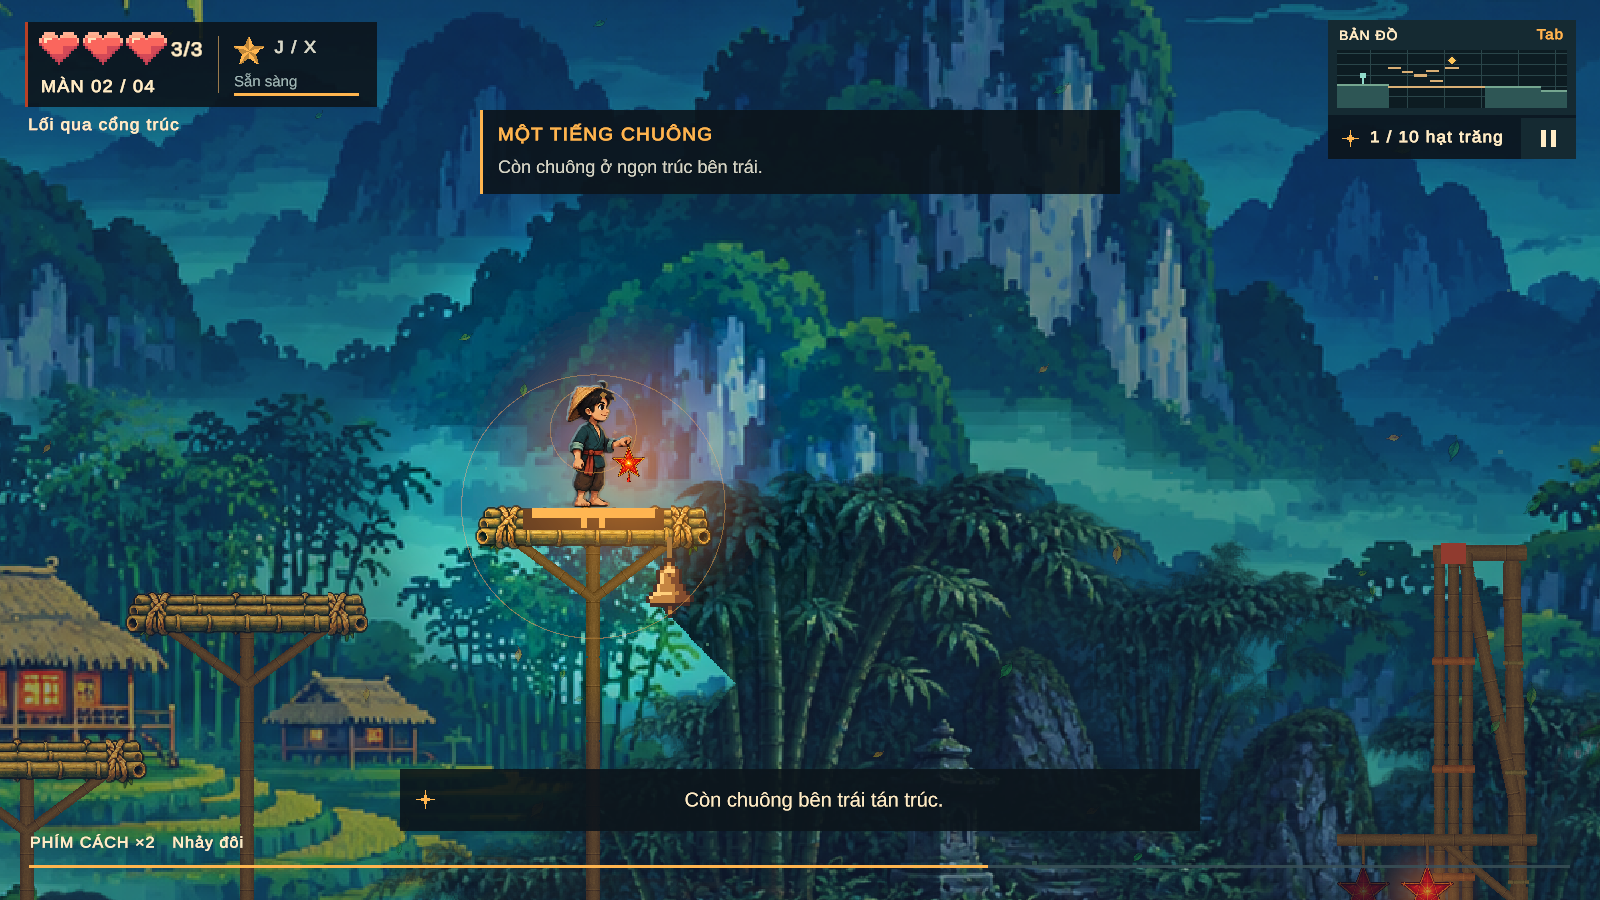 3/3
J / X
Sẵn sàng
MÀN 02 / 04
Lối qua cổng trúc
MỘT TIẾNG CHUÔNG
Còn chuông ở ngọn trúc bên trái.
BẢN ĐỒ
Tab
1 / 10 hạt trăng
Còn chuông bên trái tán trúc.
PHÍM CÁCH ×2 Nhảy đôi